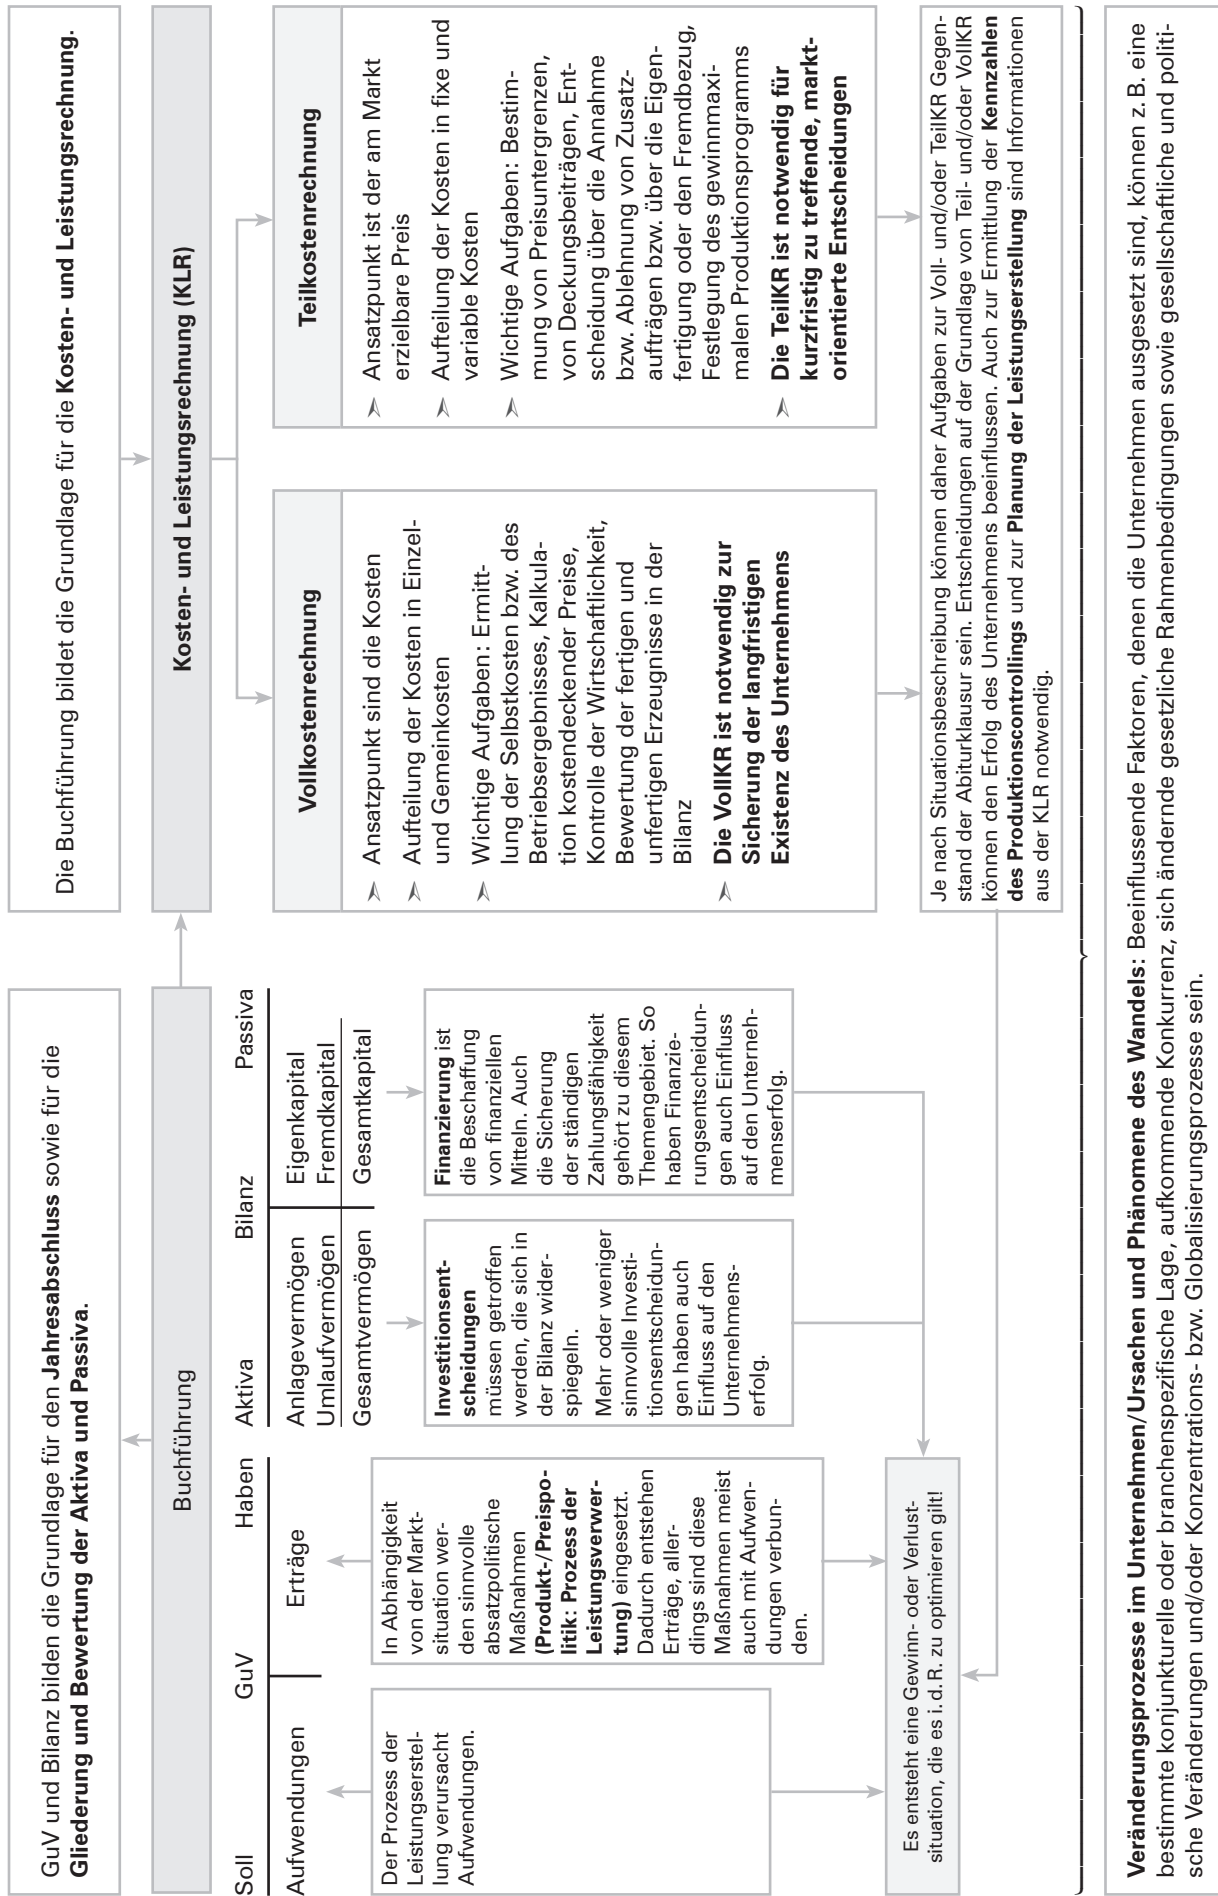 GuV und Bilanz bilden die Grundlage für den Jahresabschluss sowie für die
Gliederung und Bewertung der Aktiva und Passiva.
Die Buchführung bildet die Grundlage für die Kosten- und Leistungsrechnung.
Buchführung
Kosten- und Leistungsrechnung (KLR)
Soll
GuV
Haben
Aufwendungen
Erträge
Der Prozess der
Leistungserstel-
lung verursacht
Aufwendungen.
In Abhängigkeit
von der Markt-
situation wer-
den sinnvolle
absatzpolitische
Maßnahmen
(Produkt-/Preispo-
litik: Prozess der
Leistungsverwer-
tung) eingesetzt.
Dadurch entstehen
Erträge, aller-
dings sind diese
Maßnahmen meist
auch mit Aufwen-
dungen verbun-
den.
Aktiva
Bilanz
Passiva
Anlagevermögen
Umlaufvermögen
Gesamtvermögen
Eigenkapital
Fremdkapital
Gesamtkapital
Investitionsent-
scheidungen
müssen getroffen
werden, die sich in
der Bilanz wider-
spiegeln.
Mehr oder weniger
sinnvolle Investi-
tionsentscheidun-
gen haben auch
Einfluss auf den
Unternehmens-
erfolg.
Finanzierung ist
die Beschaffung
von finanziellen
Mitteln. Auch
die Sicherung
der ständigen
Zahlungsfähigkeit
gehört zu diesem
Themengebiet. So
haben Finanzie-
rungsentscheidun-
gen auch Einfluss
auf den Unterneh-
menserfolg.
Vollkostenrechnung
➢ Ansatzpunkt sind die Kosten
➢ Aufteilung der Kosten in Einzel-
und Gemeinkosten
➢ Wichtige Aufgaben: Ermitt-
lung der Selbstkosten bzw. des
Betriebsergebnisses, Kalkula-
tion kostendeckender Preise,
Kontrolle der Wirtschaftlichkeit,
Bewertung der fertigen und
unfertigen Erzeugnisse in der
Bilanz
➢ Die VollKR ist notwendig zur
Sicherung der langfristigen
Existenz des Unternehmens
Teilkostenrechnung
➢ Ansatzpunkt ist der am Markt
erzielbare Preis
➢ Aufteilung der Kosten in fixe und
variable Kosten
➢ Wichtige Aufgaben: Bestim-
mung von Preisuntergrenzen,
von Deckungsbeiträgen, Ent-
scheidung über die Annahme
bzw. Ablehnung von Zusatz-
aufträgen bzw. über die Eigen-
fertigung oder den Fremdbezug,
Festlegung des gewinnmaxi-
malen Produktionsprogramms
➢ Die TeilKR ist notwendig für
kurzfristig zu treffende, markt-
orientierte Entscheidungen
Es entsteht eine Gewinn- oder Verlust-
situation, die es i. d. R. zu optimieren gilt!
Je nach Situationsbeschreibung können daher Aufgaben zur Voll- und/oder TeilKR Gegen-
stand der Abiturklausur sein. Entscheidungen auf der Grundlage von Teil- und/oder VollKR
können den Erfolg des Unternehmens beeinflussen. Auch zur Ermittlung der Kennzahlen
des Produktionscontrollings und zur Planung der Leistungserstellung sind Informationen
aus der KLR notwendig.
Veränderungsprozesse im Unternehmen/Ursachen und Phänomene des Wandels: Beeinflussende Faktoren, denen die Unternehmen ausgesetzt sind, können z. B. eine
bestimmte konjunkturelle oder branchenspezifische Lage, aufkommende Konkurrenz, sich ändernde gesetzliche Rahmenbedingungen sowie gesellschaftliche und politi-
sche Veränderungen und/oder Konzentrations- bzw. Globalisierungsprozesse sein.